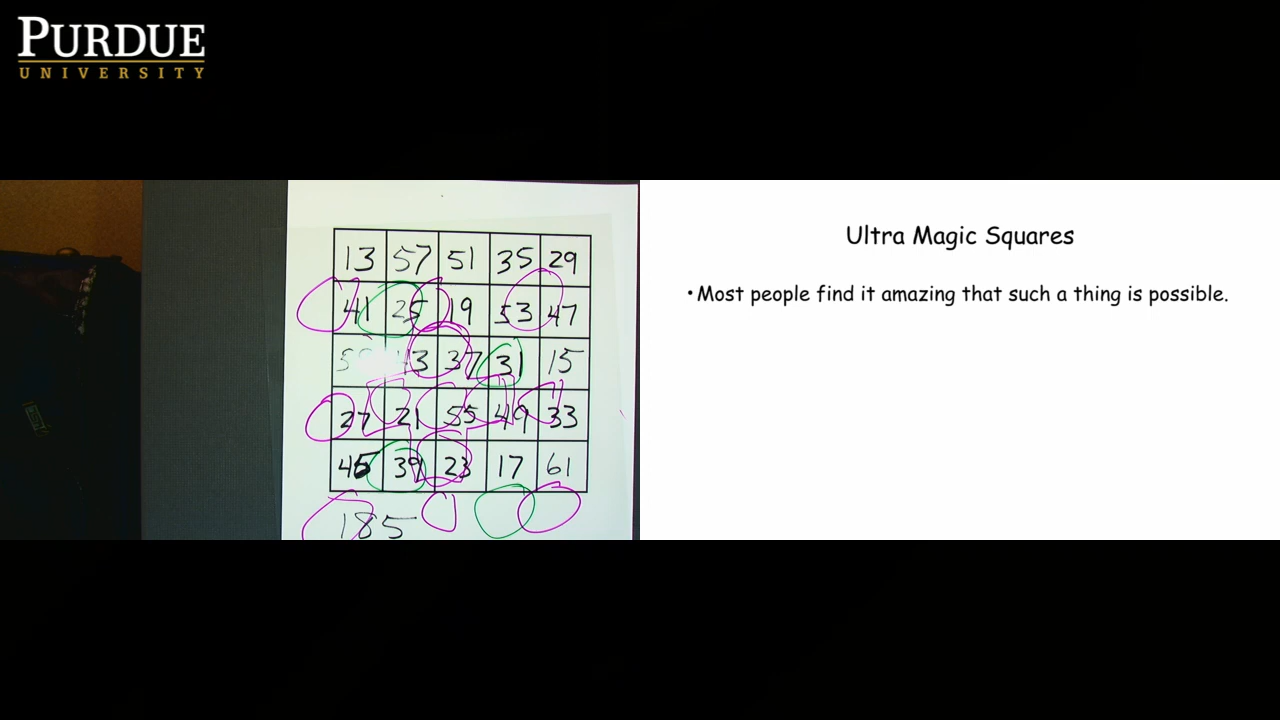 PURDUE
UNIVERSITY
13 57 51 35 29
41 25 19 53 47
3 37 31 15
27 21 55 49 33
45 39 23 17 61
185
Ultra Magic Squares
• Most people find it amazing that such a thing is possible.